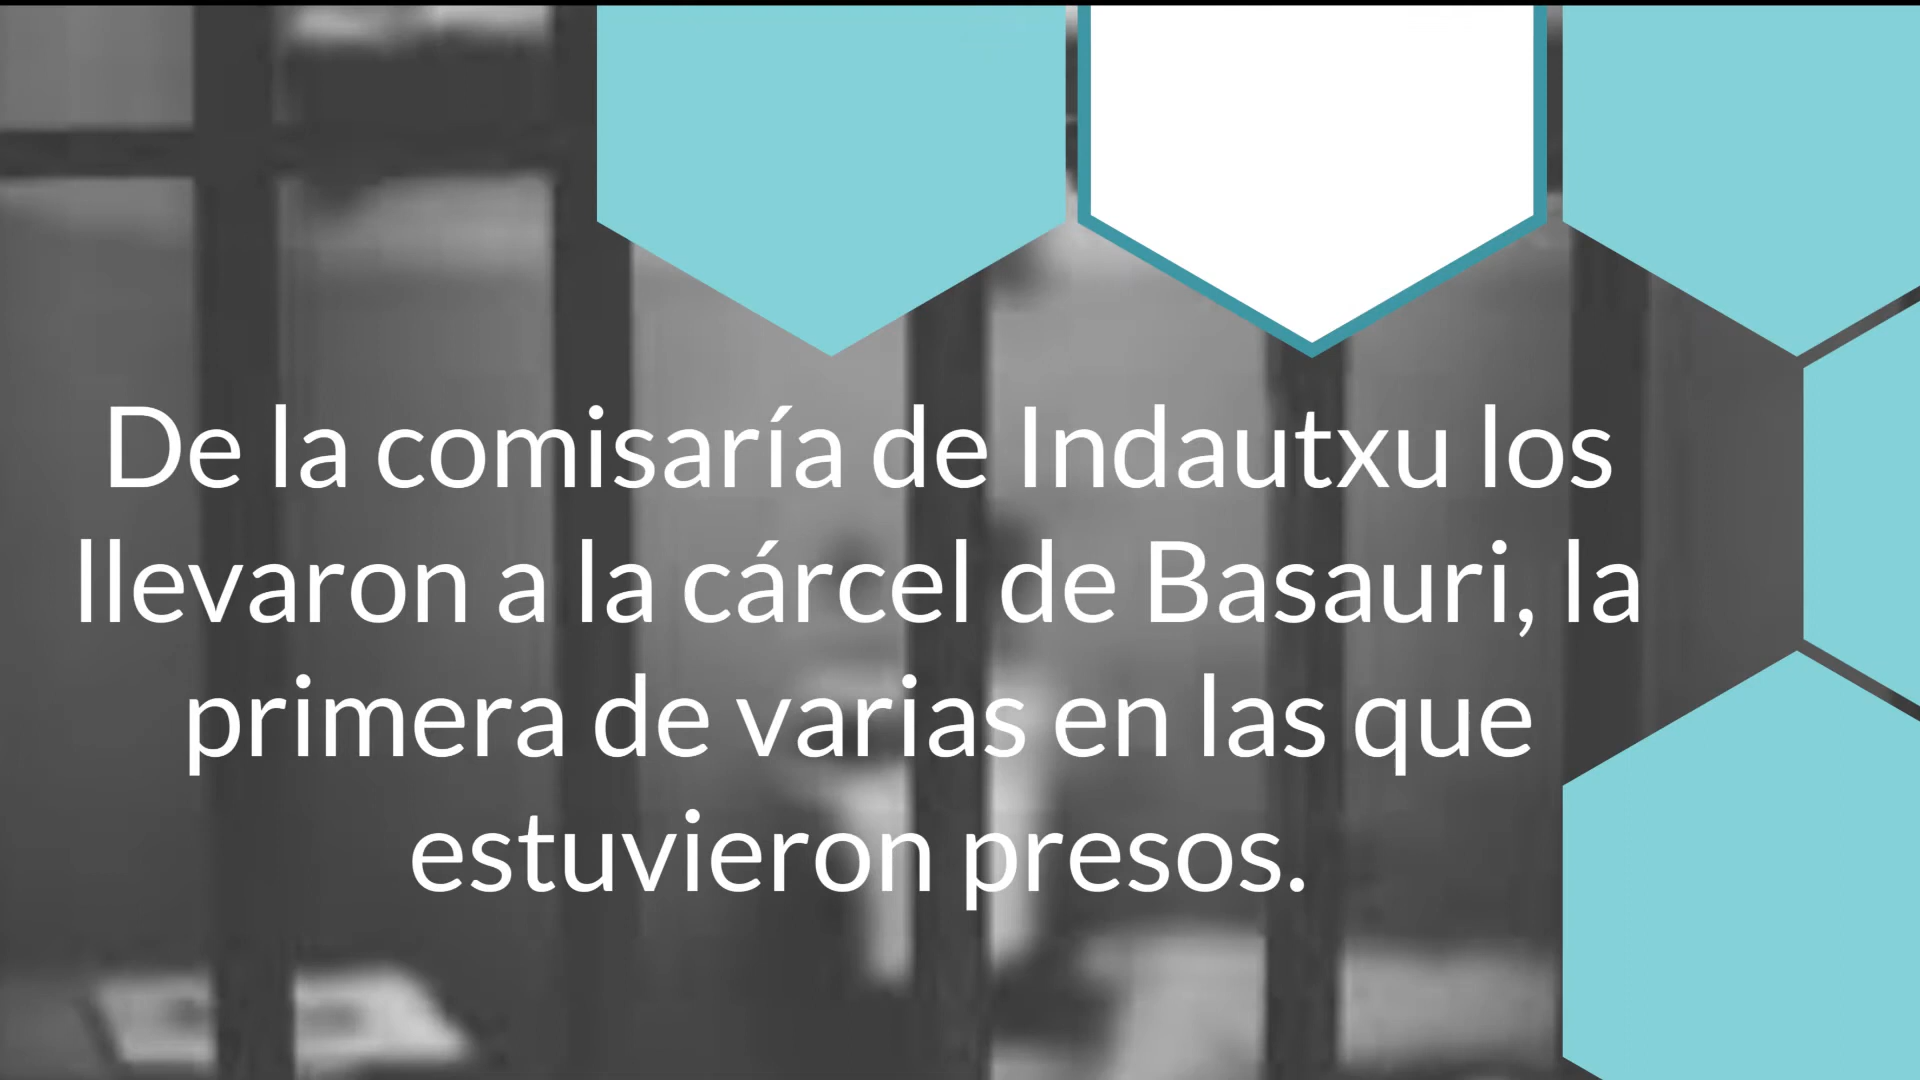 De la comisaría de Indautxu los
llevaron a la cárcel de Basauri, la
primera de varias en las que
estuvieron presos.